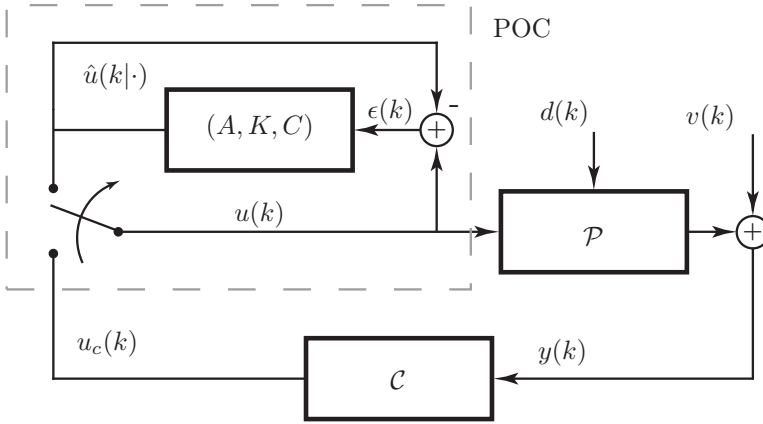 POC
û(k|·)
(A, K, C)
ϵ(k)
-
+
d(k)
v(k)
u(k)
𝒫
+
u_c(k)
𝒞
y(k)